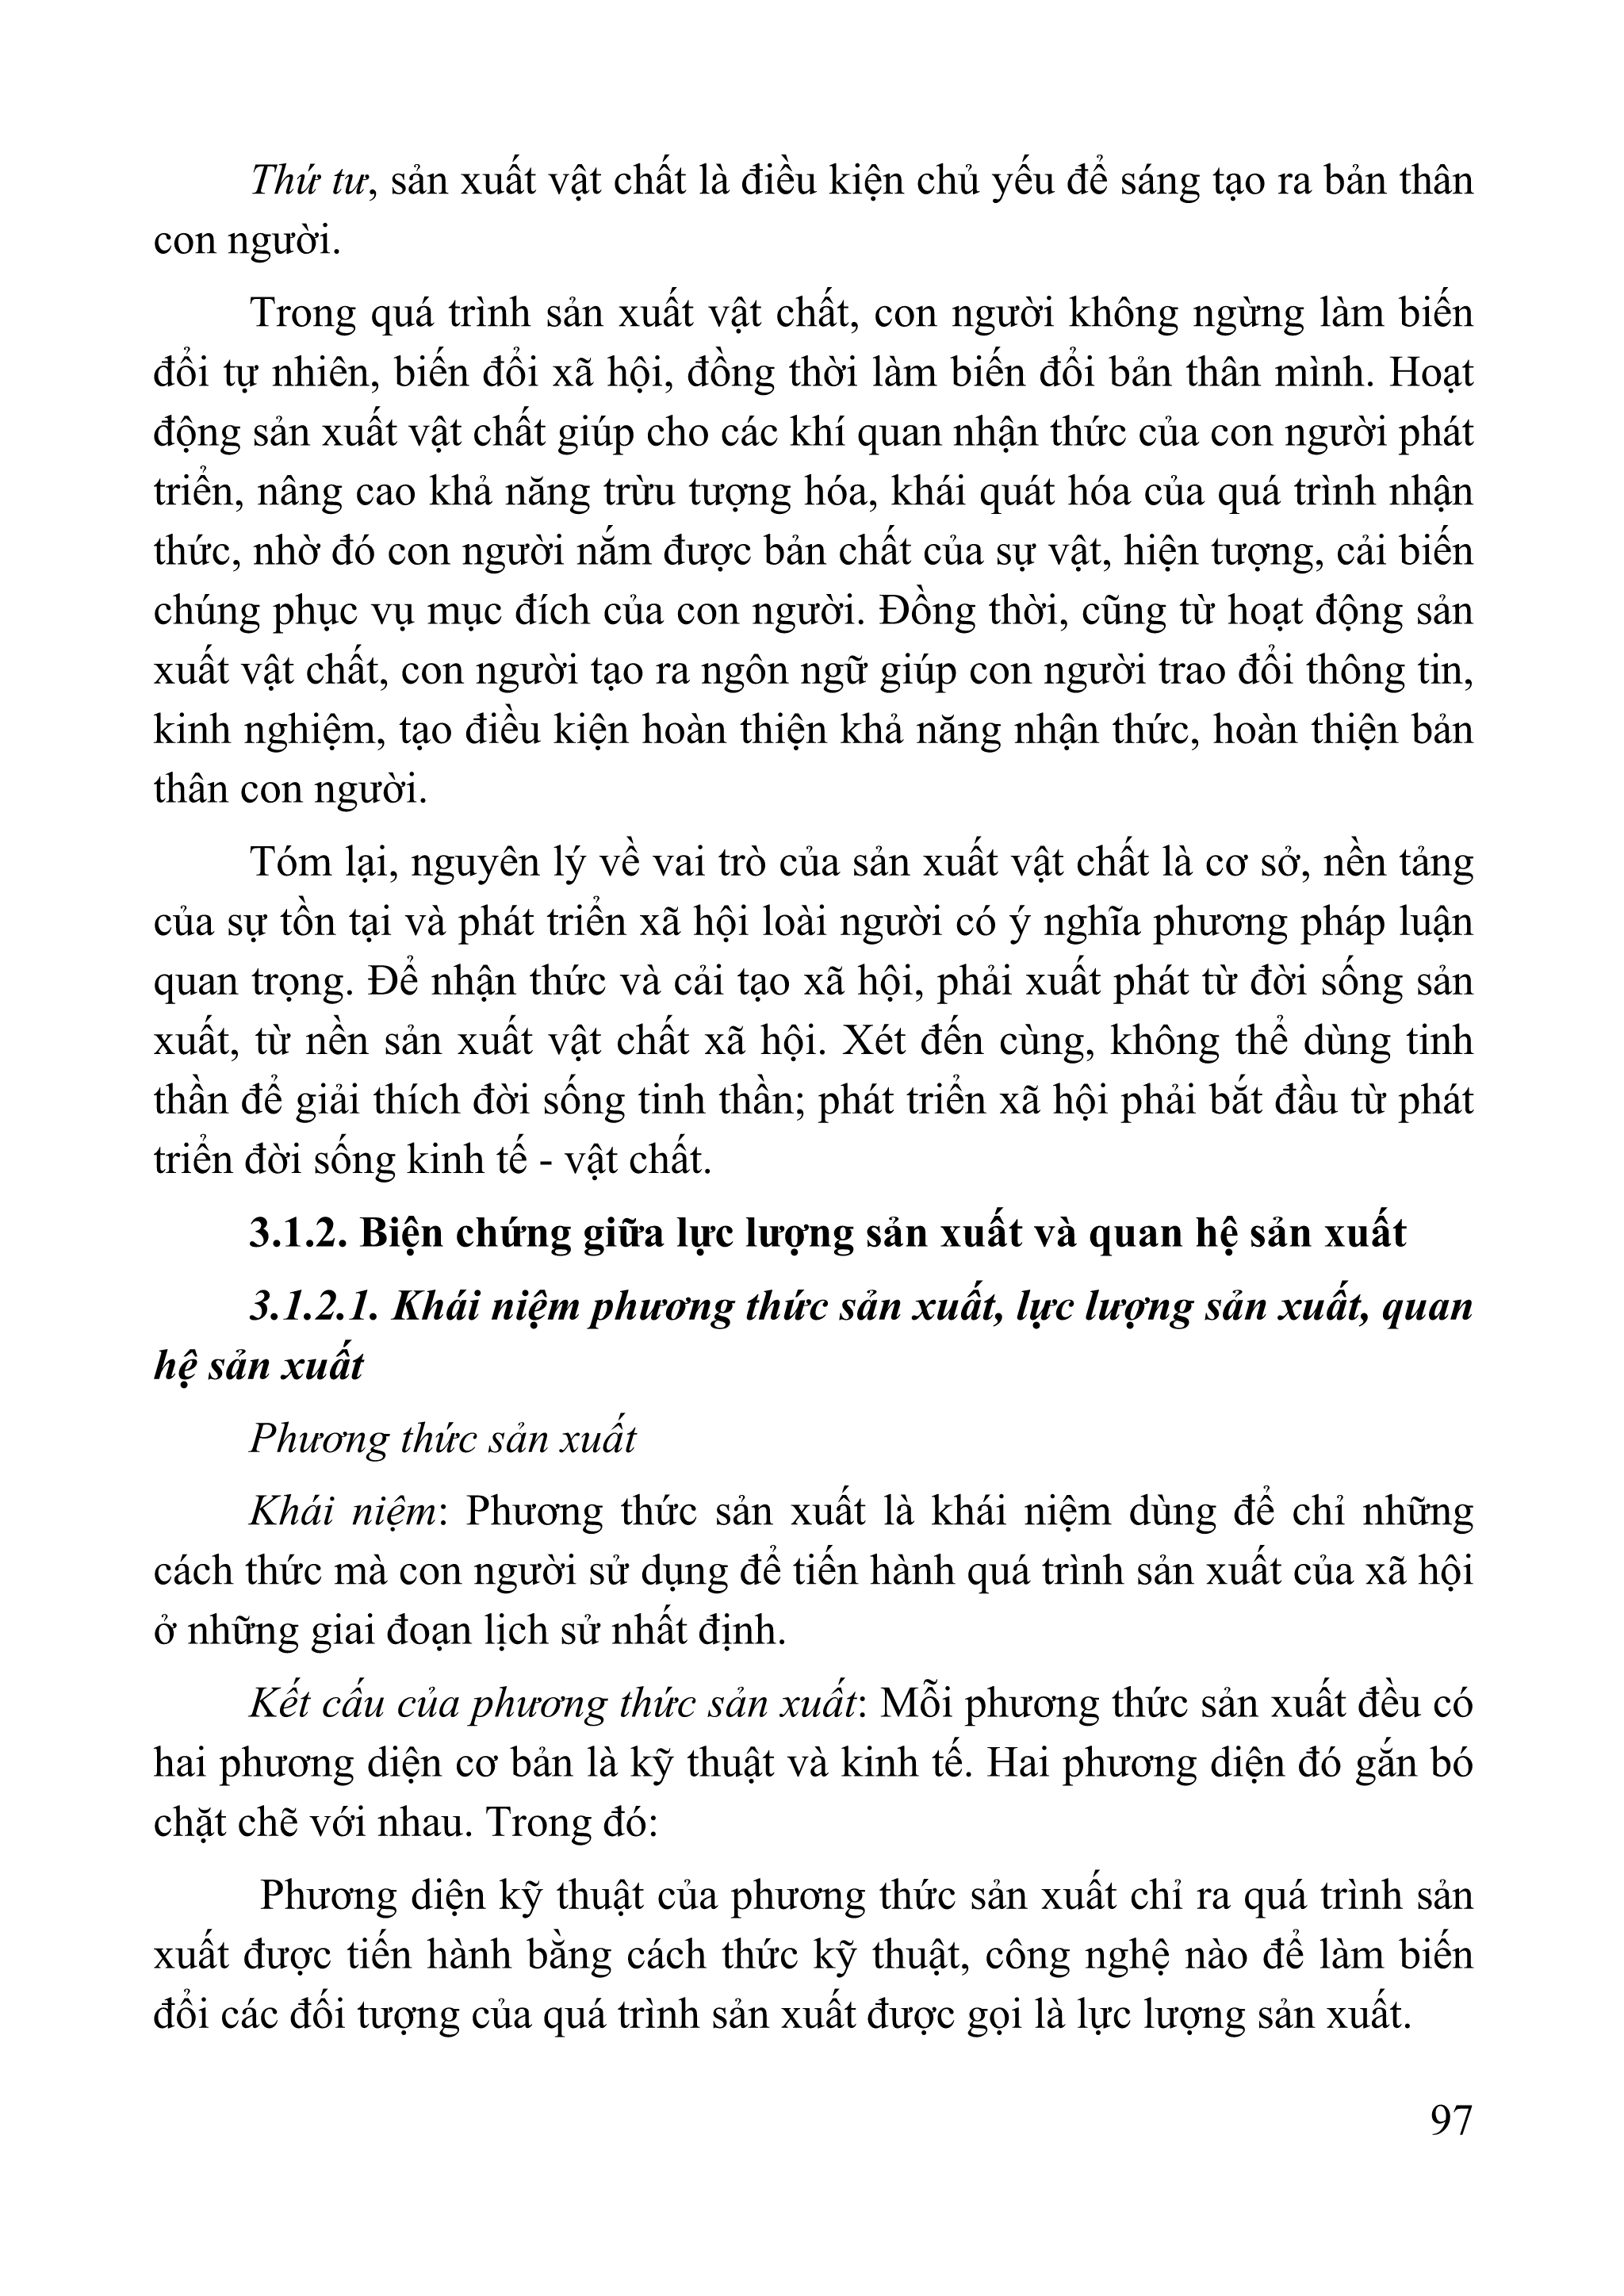 Thứ tư, sản xuất vật chất là điều kiện chủ yếu để sáng tạo ra bản thân
con người.
Trong quá trình sản xuất vật chất, con người không ngừng làm biến
đổi tự nhiên, biến đổi xã hội, đồng thời làm biến đổi bản thân mình. Hoạt
động sản xuất vật chất giúp cho các khí quan nhận thức của con người phát
triển, nâng cao khả năng trừu tượng hóa, khái quát hóa của quá trình nhận
thức, nhờ đó con người nắm được bản chất của sự vật, hiện tượng, cải biến
chúng phục vụ mục đích của con người. Đồng thời, cũng từ hoạt động sản
xuất vật chất, con người tạo ra ngôn ngữ giúp con người trao đổi thông tin,
kinh nghiệm, tạo điều kiện hoàn thiện khả năng nhận thức, hoàn thiện bản
thân con người.
Tóm lại, nguyên lý về vai trò của sản xuất vật chất là cơ sở, nền tảng
của sự tồn tại và phát triển xã hội loài người có ý nghĩa phương pháp luận
quan trọng. Để nhận thức và cải tạo xã hội, phải xuất phát từ đời sống sản
xuất, từ nền sản xuất vật chất xã hội. Xét đến cùng, không thể dùng tinh
thần để giải thích đời sống tinh thần; phát triển xã hội phải bắt đầu từ phát
triển đời sống kinh tế - vật chất.
3.1.2. Biện chứng giữa lực lượng sản xuất và quan hệ sản xuất
3.1.2.1. Khái niệm phương thức sản xuất, lực lượng sản xuất, quan
hệ sản xuất
Phương thức sản xuất
Khái niệm: Phương thức sản xuất là khái niệm dùng để chỉ những
cách thức mà con người sử dụng để tiến hành quá trình sản xuất của xã hội
ở những giai đoạn lịch sử nhất định.
Kết cấu của phương thức sản xuất: Mỗi phương thức sản xuất đều có
hai phương diện cơ bản là kỹ thuật và kinh tế. Hai phương diện đó gắn bó
chặt chẽ với nhau. Trong đó:
Phương diện kỹ thuật của phương thức sản xuất chỉ ra quá trình sản
xuất được tiến hành bằng cách thức kỹ thuật, công nghệ nào để làm biến
đổi các đối tượng của quá trình sản xuất được gọi là lực lượng sản xuất.
97